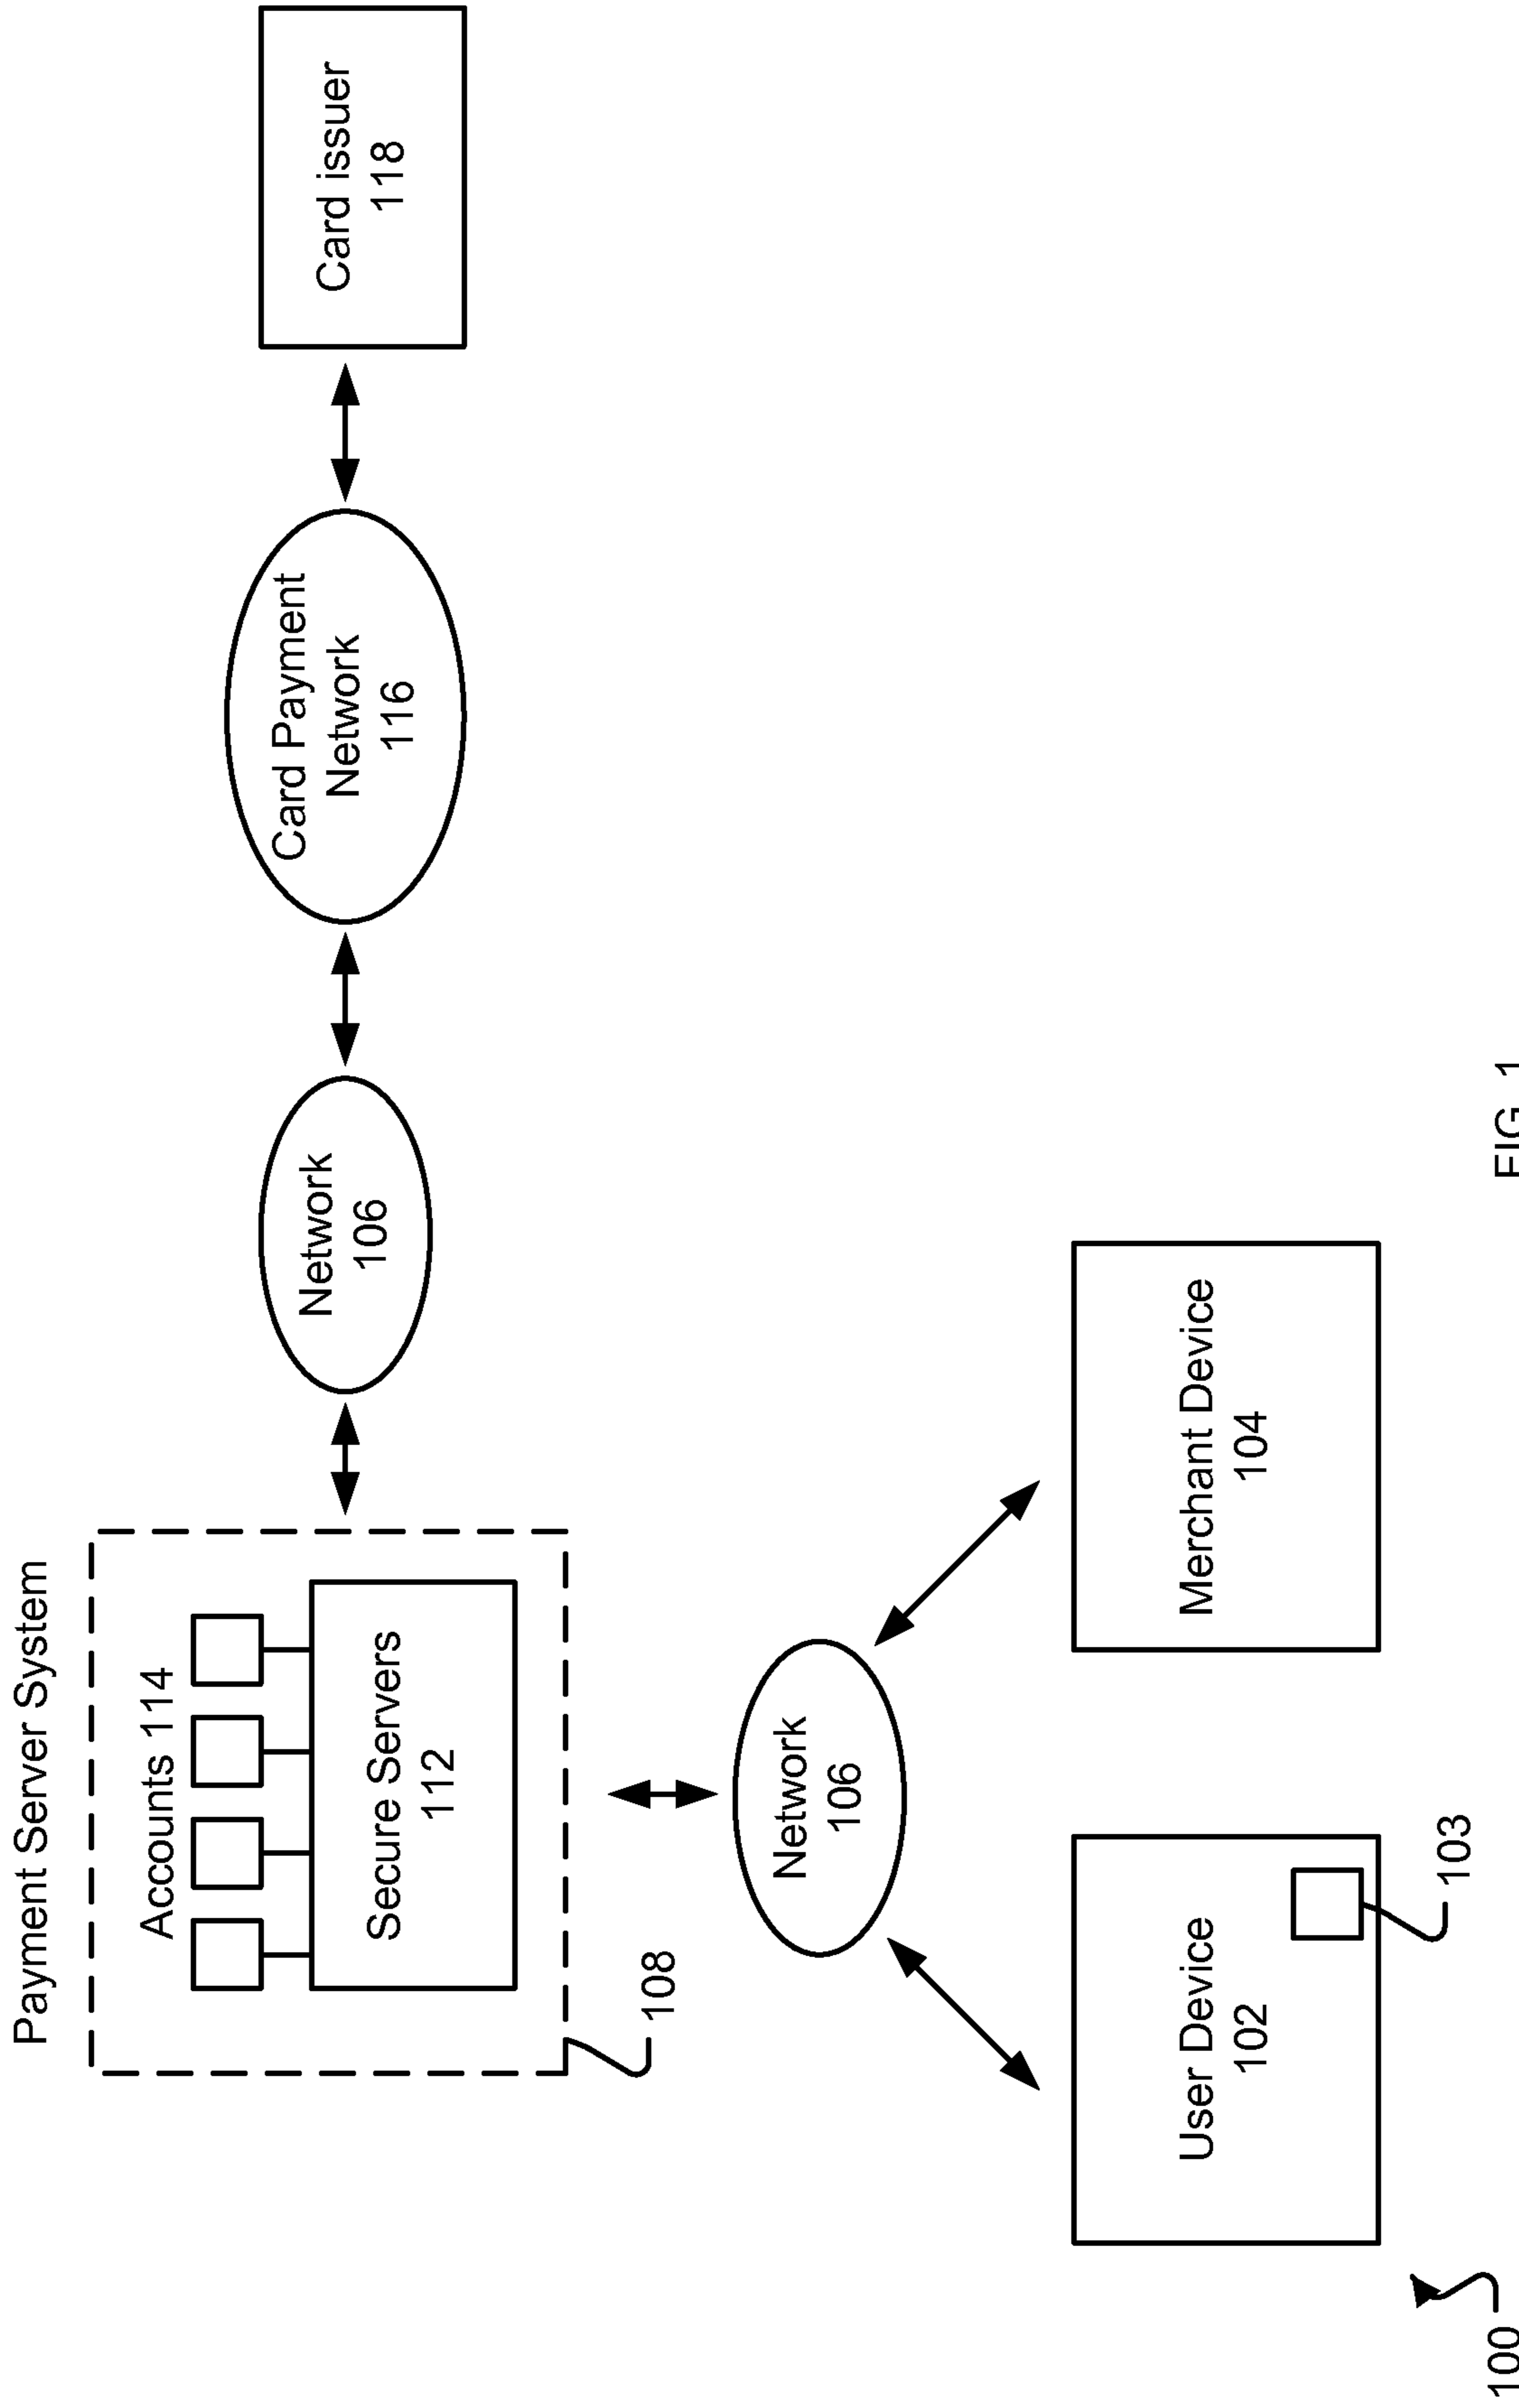 Payment Server System
Accounts 114
Secure Servers
112
108
Network
106
Card Payment
Network
116
Card issuer
118
Network
106
User Device
102
103
Merchant Device
104
100
FIG. 1